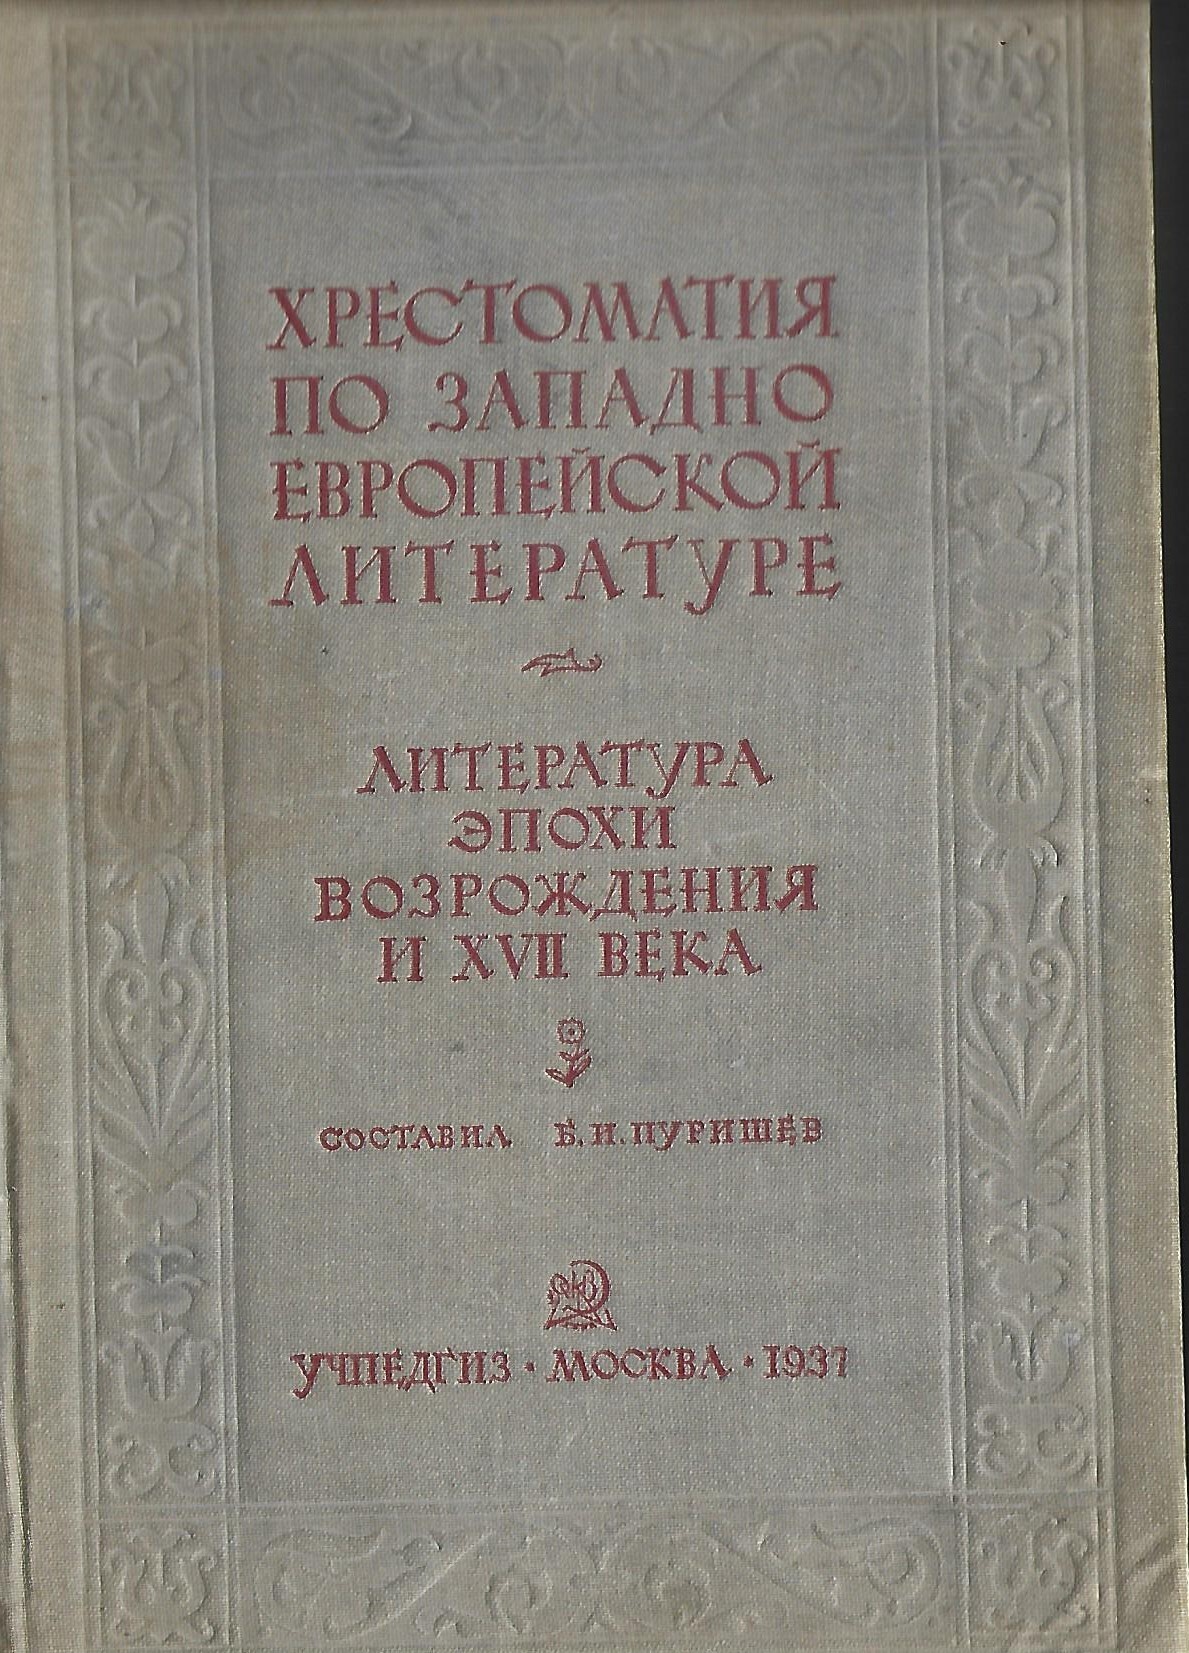 ХРЕСТОМАТИЯ
ПО ЗАПАДНО
ЕВРОПЕЙСКОЙ
ЛИТЕРАТУРЕ
ЛИТЕРАТУРА
ЭПОХИ
ВОЗРОЖДЕНИЯ
И XVII ВЕКА
СОСТАВИЛ Б. И. ПУРИШЕВ
УЧПЕДГИЗ · МОСКВА · 1937